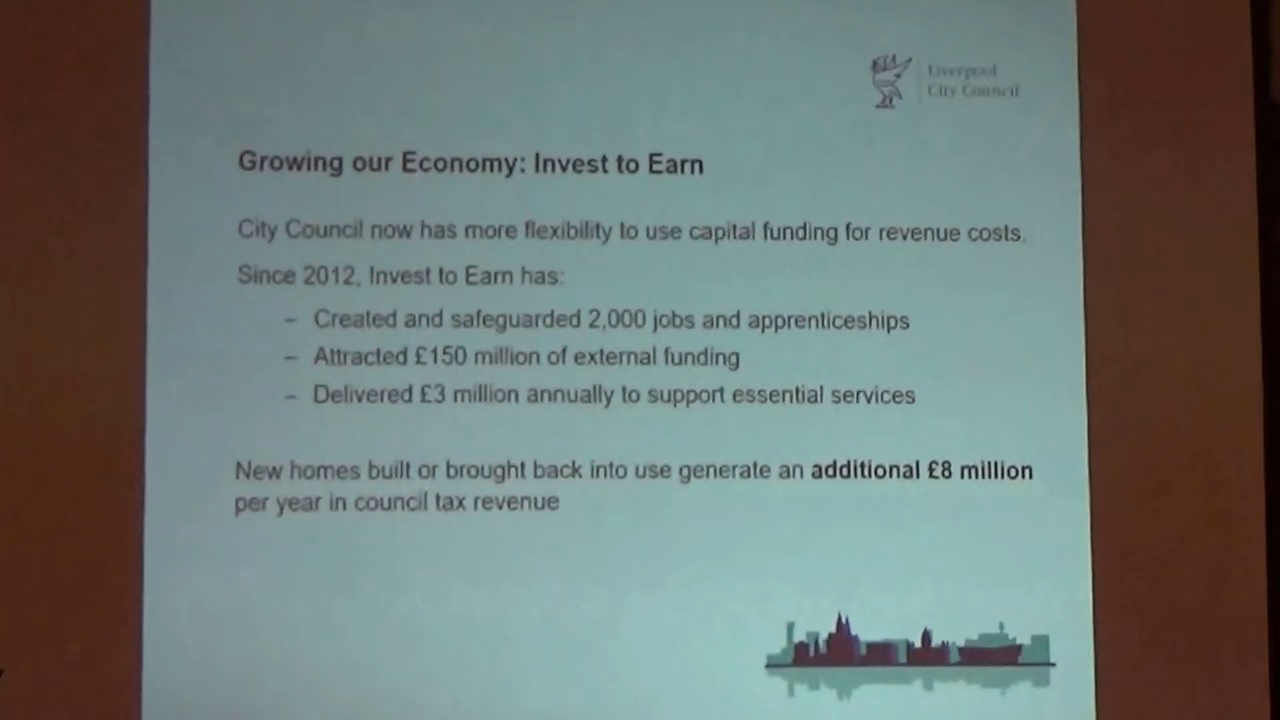 Liverpool
City Council
Growing our Economy: Invest to Earn
City Council now has more flexibility to use capital funding for revenue costs.
Since 2012, Invest to Earn has:
– Created and safeguarded 2,000 jobs and apprenticeships
– Attracted £150 million of external funding
– Delivered £3 million annually to support essential services
New homes built or brought back into use generate an additional £8 million
per year in council tax revenue